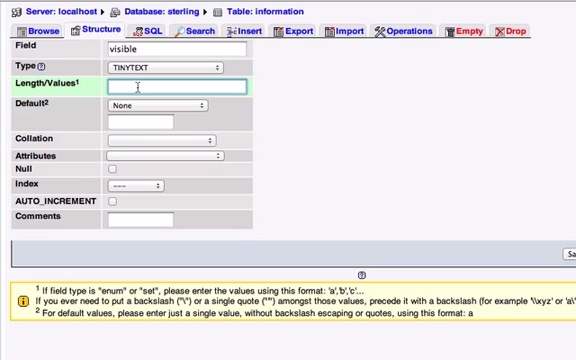 Server: localhost ▸ Database: sterling ▸ Table: information
Browse Structure SQL Search Insert Export Import Operations Empty Drop
Field visible
Type TINYTEXT
Length/Values1
Default2 None
Collation
Attributes
Null
Index ---
AUTO_INCREMENT
Comments
Sa
1 If field type is "enum" or "set", please enter the values using this format: 'a','b','c'...
If you ever need to put a backslash ("\") or a single quote ("'") amongst those values, precede it with a backslash (for example '\\xyz' or 'a\'
2 For default values, please enter just a single value, without backslash escaping or quotes, using this format: a